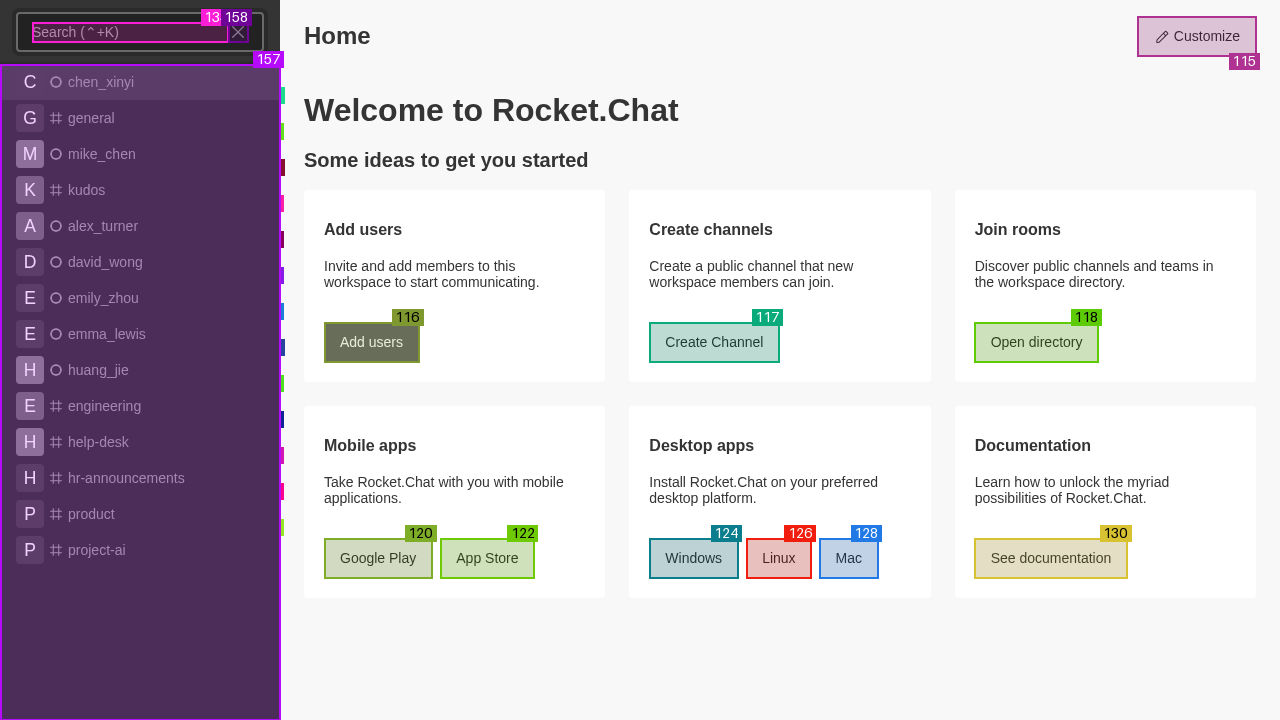 Search (⌃+K)
13
158
157
chen_xinyi
general
mike_chen
kudos
alex_turner
david_wong
emily_zhou
emma_lewis
huang_jie
engineering
help-desk
hr-announcements
product
project-ai
C
G
M
K
A
D
E
E
H
E
H
H
P
P
Home
Customize
115
Welcome to Rocket.Chat
Some ideas to get you started
Add users
Invite and add members to this
workspace to start communicating.
116
Add users
Create channels
Create a public channel that new
workspace members can join.
117
Create Channel
Join rooms
Discover public channels and teams in
the workspace directory.
118
Open directory
Mobile apps
Take Rocket.Chat with you with mobile
applications.
120
Google Play
122
App Store
Desktop apps
Install Rocket.Chat on your preferred
desktop platform.
124
Windows
126
Linux
128
Mac
Documentation
Learn how to unlock the myriad
possibilities of Rocket.Chat.
130
See documentation